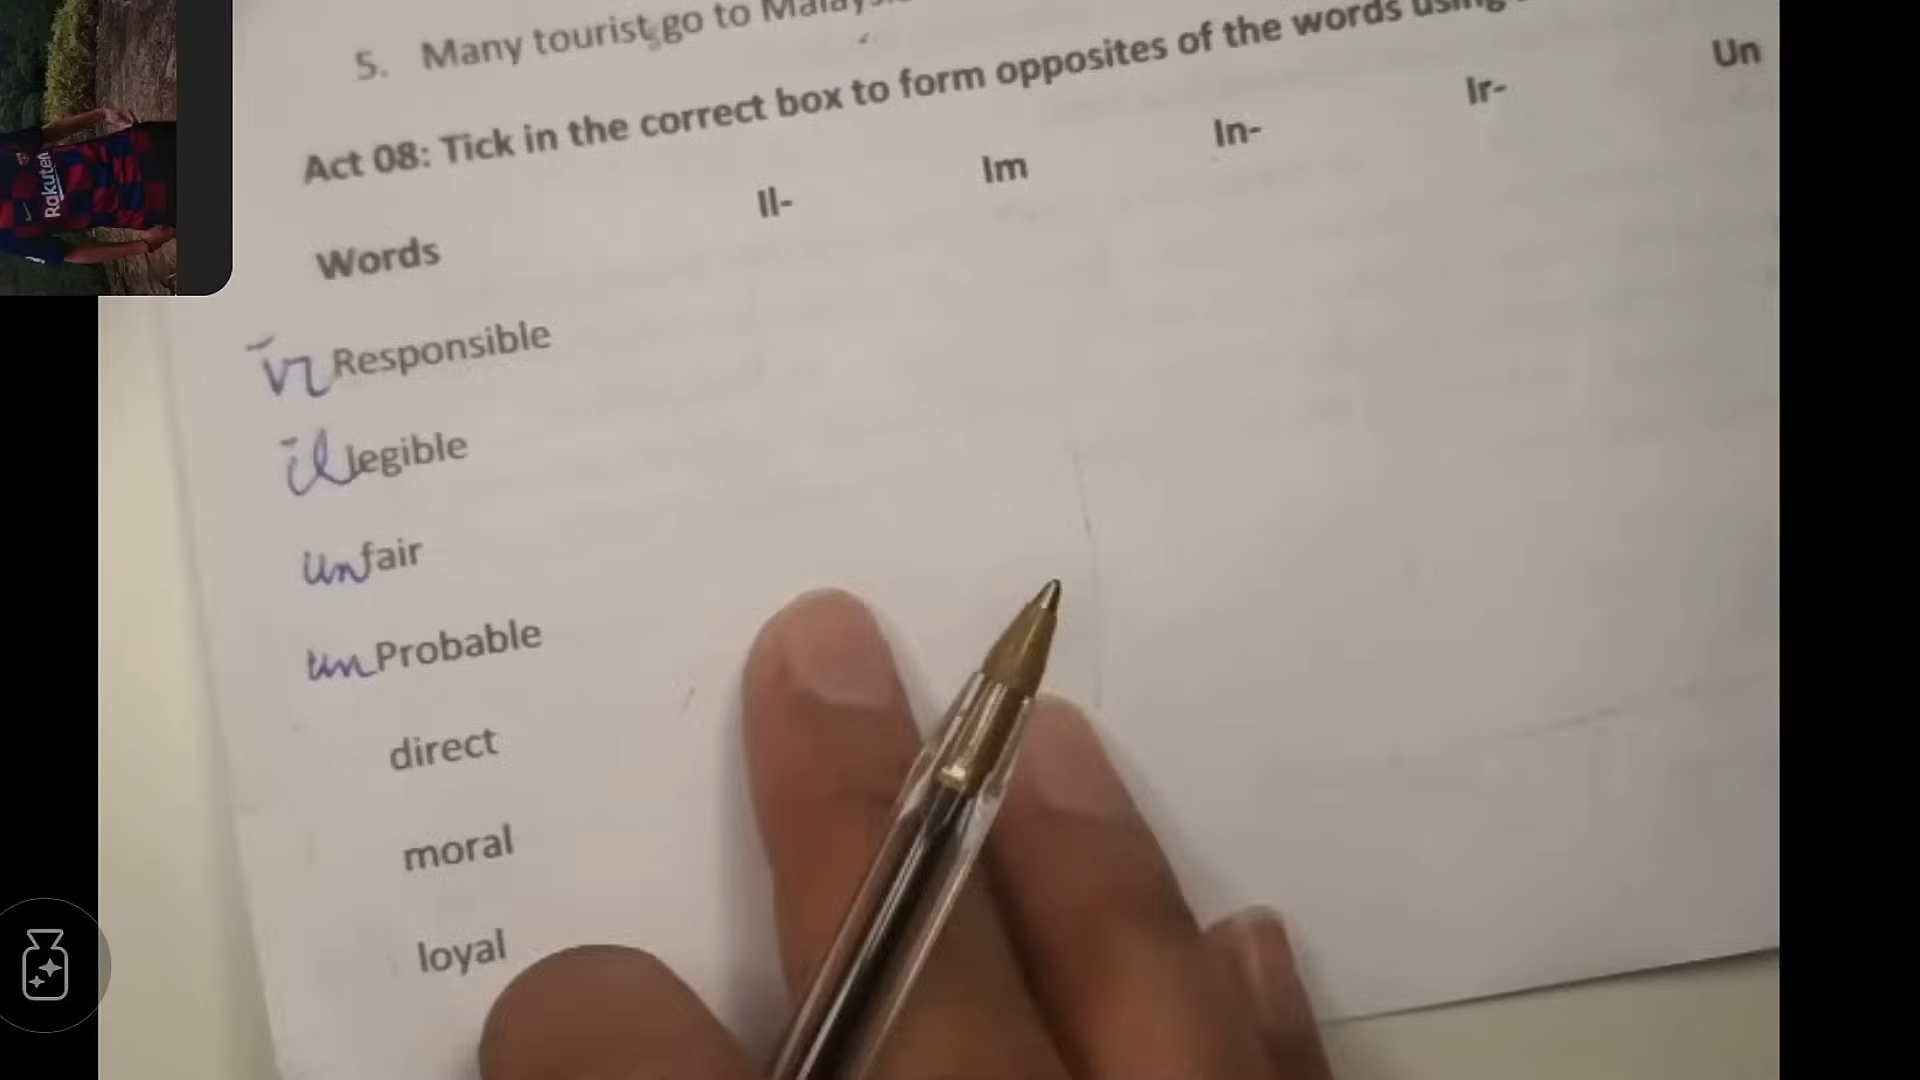 5. Many tourist go to
Act 08: Tick in the correct box to form opposites of the words using
Words Il- Im In- Ir- Un
ir Responsible
il legible
un fair
un Probable
direct
moral
loyal
Rakuten